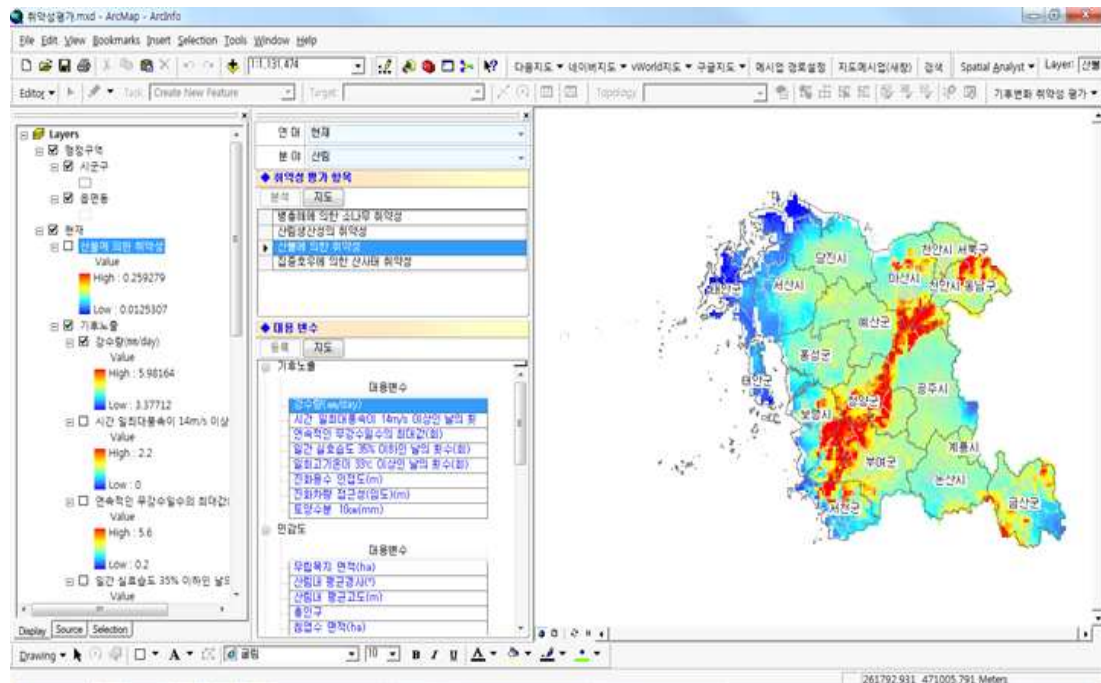 취약성평가.mxd - ArcMap - ArcInfo
File Edit View Bookmarks Insert Selection Tools Window Help
1:1,131,474
다음지도 네이버지도 vWorld지도 구글지도 메시업 경로설정 지도메시업(새창) 검색 Spatial Analyst Layer: 산불
Editor Task: Create New Feature Target: Topology: 기후변화 취약성 평가
Layers
행정구역
시군구
읍면동
현재
산불에 의한 취약성
Value
High : 0.259279
Low : 0.0125307
기후노출
강수량(mm/day)
Value
High : 5.98164
Low : 3.37712
시간 일최대풍속이 14m/s 이상
Value
High : 2.2
Low : 0
연속적인 무강수일수의 최대값
Value
High : 5.6
Low : 0.2
일간 실효습도 35% 이하인 날의
Value
Display Source Selection
연 대 현재
분 야 산림
◆ 취약성 평가 항목
분석 지도
병충해에 의한 소나무 취약성
산림생산성의 취약성
산불에 의한 취약성
집중호우에 의한 산사태 취약성
◆ 대용 변수
등록 지도
기후노출
대용변수
강수량(mm/day)
시간 일최대풍속이 14m/s 이상인 날의 횟
연속적인 무강수일수의 최대값(회)
일간 실효습도 35% 이하인 날의 횟수(회)
일최고기온이 33℃ 이상인 날의 횟수(회)
진화용수 인접도(m)
진화차량 접근성(임도)(m)
토양수분 10㎝(mm)
민감도
대용변수
무립목지 면적(ha)
산림내 평균경사(°)
산림내 평균고도(m)
총인구
침엽수 면적(ha)
당진시
천안시 서북구
태안군
서산시
아산시
천안시 동남구
예산군
홍성군
태안군
공주시
보령시
청양군
계룡시
부여군
논산시
서천군
금산군
Drawing 굴림 10 B I U A
261792.931 471005.791 Meters